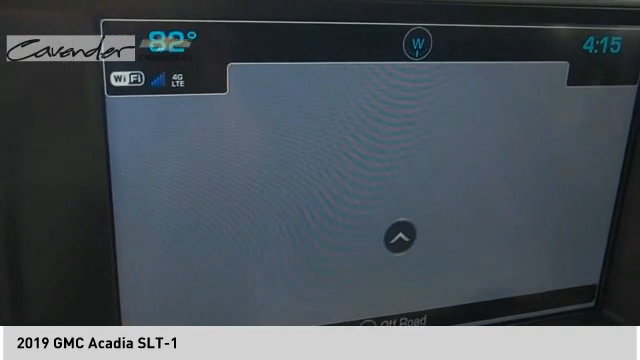 Cavender
82°
W
4:15
WiFi
4G
LTE
Off Road
2019 GMC Acadia SLT-1